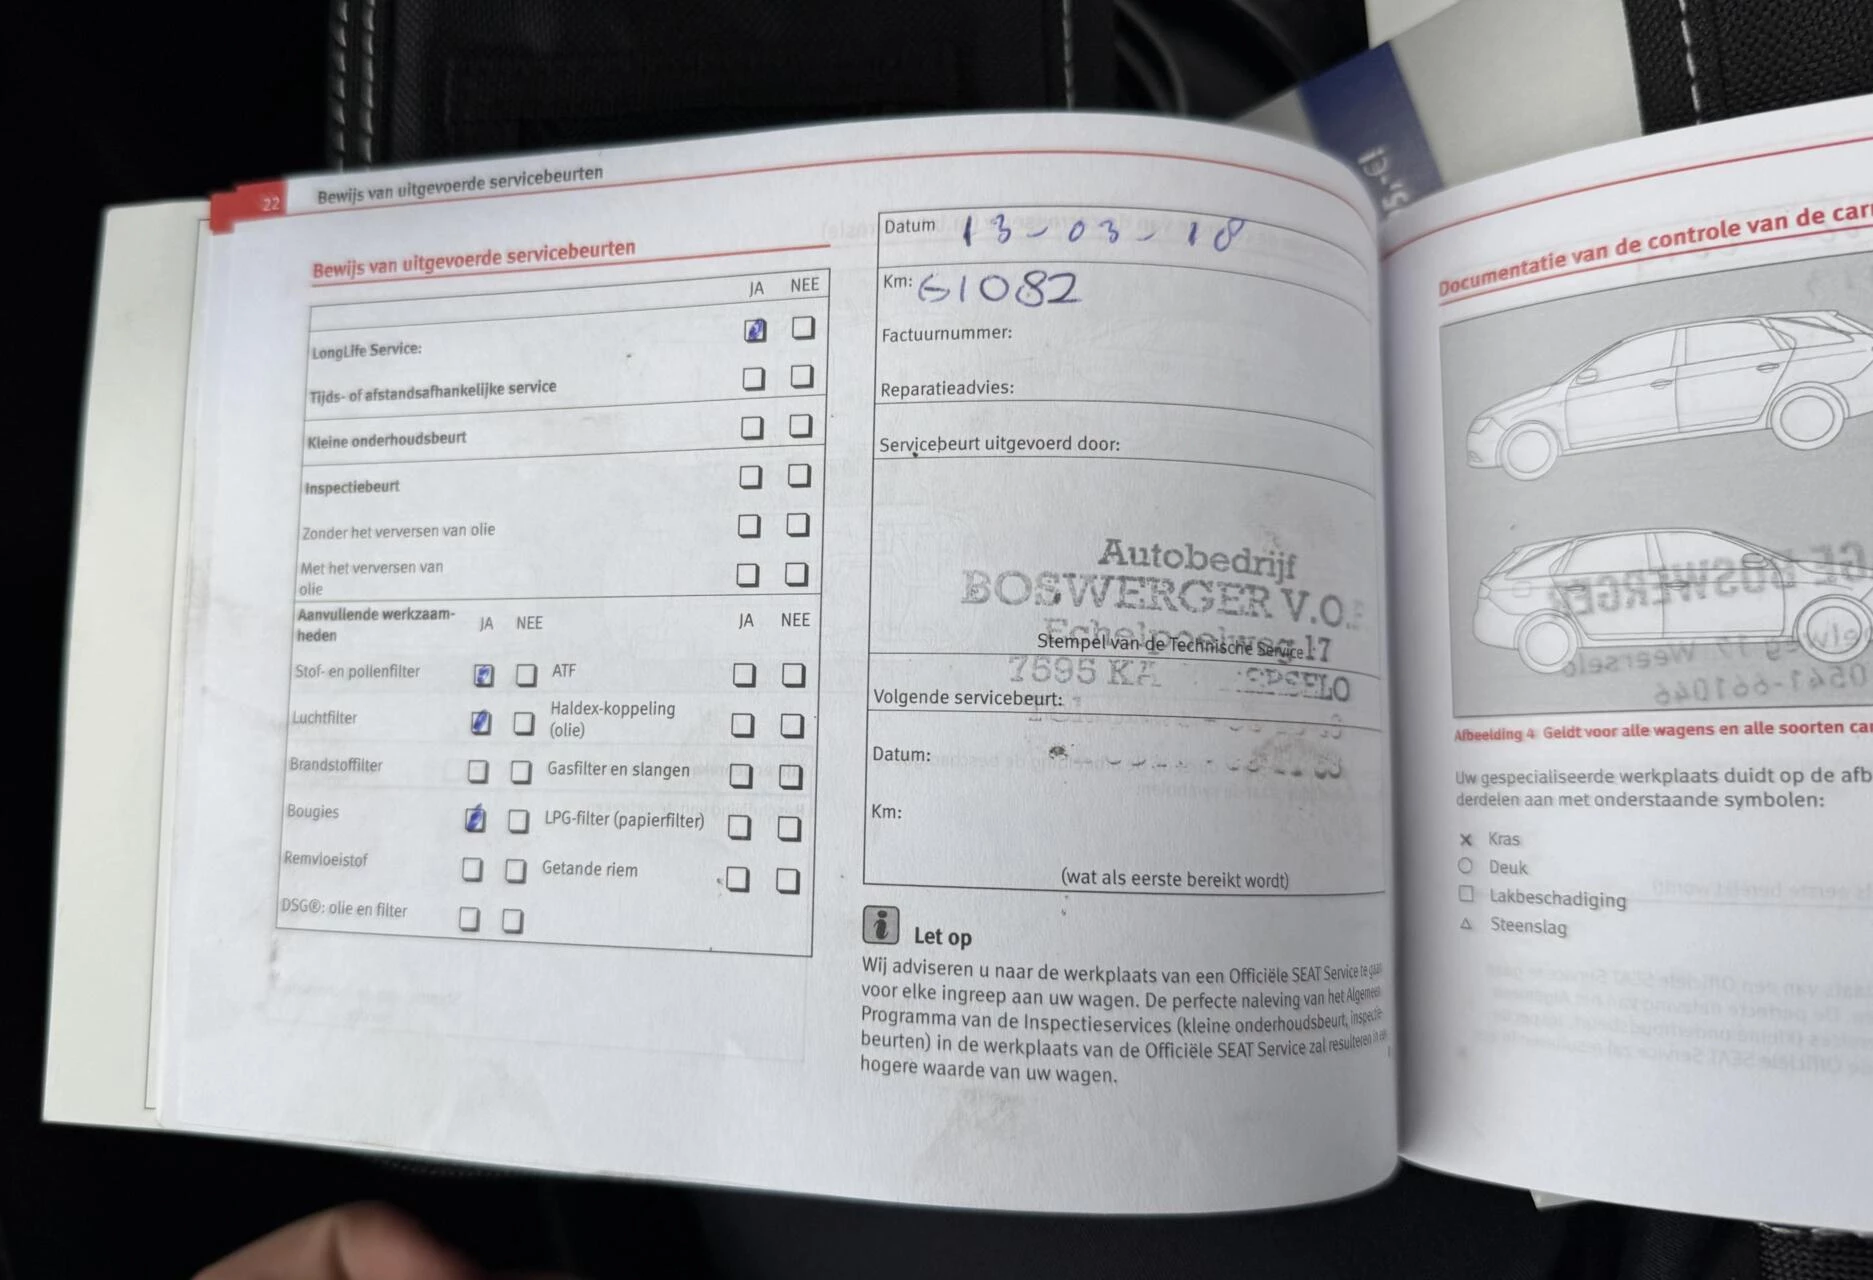 22
Bewijs van uitgevoerde servicebeurten
Bewijs van uitgevoerde servicebeurten
JA NEE
LongLife Service:
Tijds- of afstandsafhankelijke service
Kleine onderhoudsbeurt
Inspectiebeurt
Zonder het verversen van olie
Met het verversen van
olie
Aanvullende werkzaam-
heden
JA NEE JA NEE
Stof- en pollenfilter ATF
Luchtfilter Haldex-koppeling
(olie)
Brandstoffilter Gasfilter en slangen
Bougies LPG-filter (papierfilter)
Remvloeistof Getande riem
DSG®: olie en filter
Datum 13-03-18
Km: 61082
Factuurnummer:
Reparatieadvies:
Servicebeurt uitgevoerd door:
Autobedrijf
BOSWERGER V.O.
Echelpoelweg 17
Stempel van de Technische Service
7595 KA
Volgende servicebeurt:
Datum:
Km:
(wat als eerste bereikt wordt)
Let op
Wij adviseren u naar de werkplaats van een Officiële SEAT Service te gaan
voor elke ingreep aan uw wagen. De perfecte naleving van het Algemeen
Programma van de Inspectieservices (kleine onderhoudsbeurt, inspectie-
beurten) in de werkplaats van de Officiële SEAT Service zal resulteren in een
hogere waarde van uw wagen.
Documentatie van de controle van de
Afbeelding 4 Geldt voor alle wagens en alle soorten
Uw gespecialiseerde werkplaats duidt op de
derdelen aan met onderstaande symbolen:
Kras
Deuk
Lakbeschadiging
Steenslag